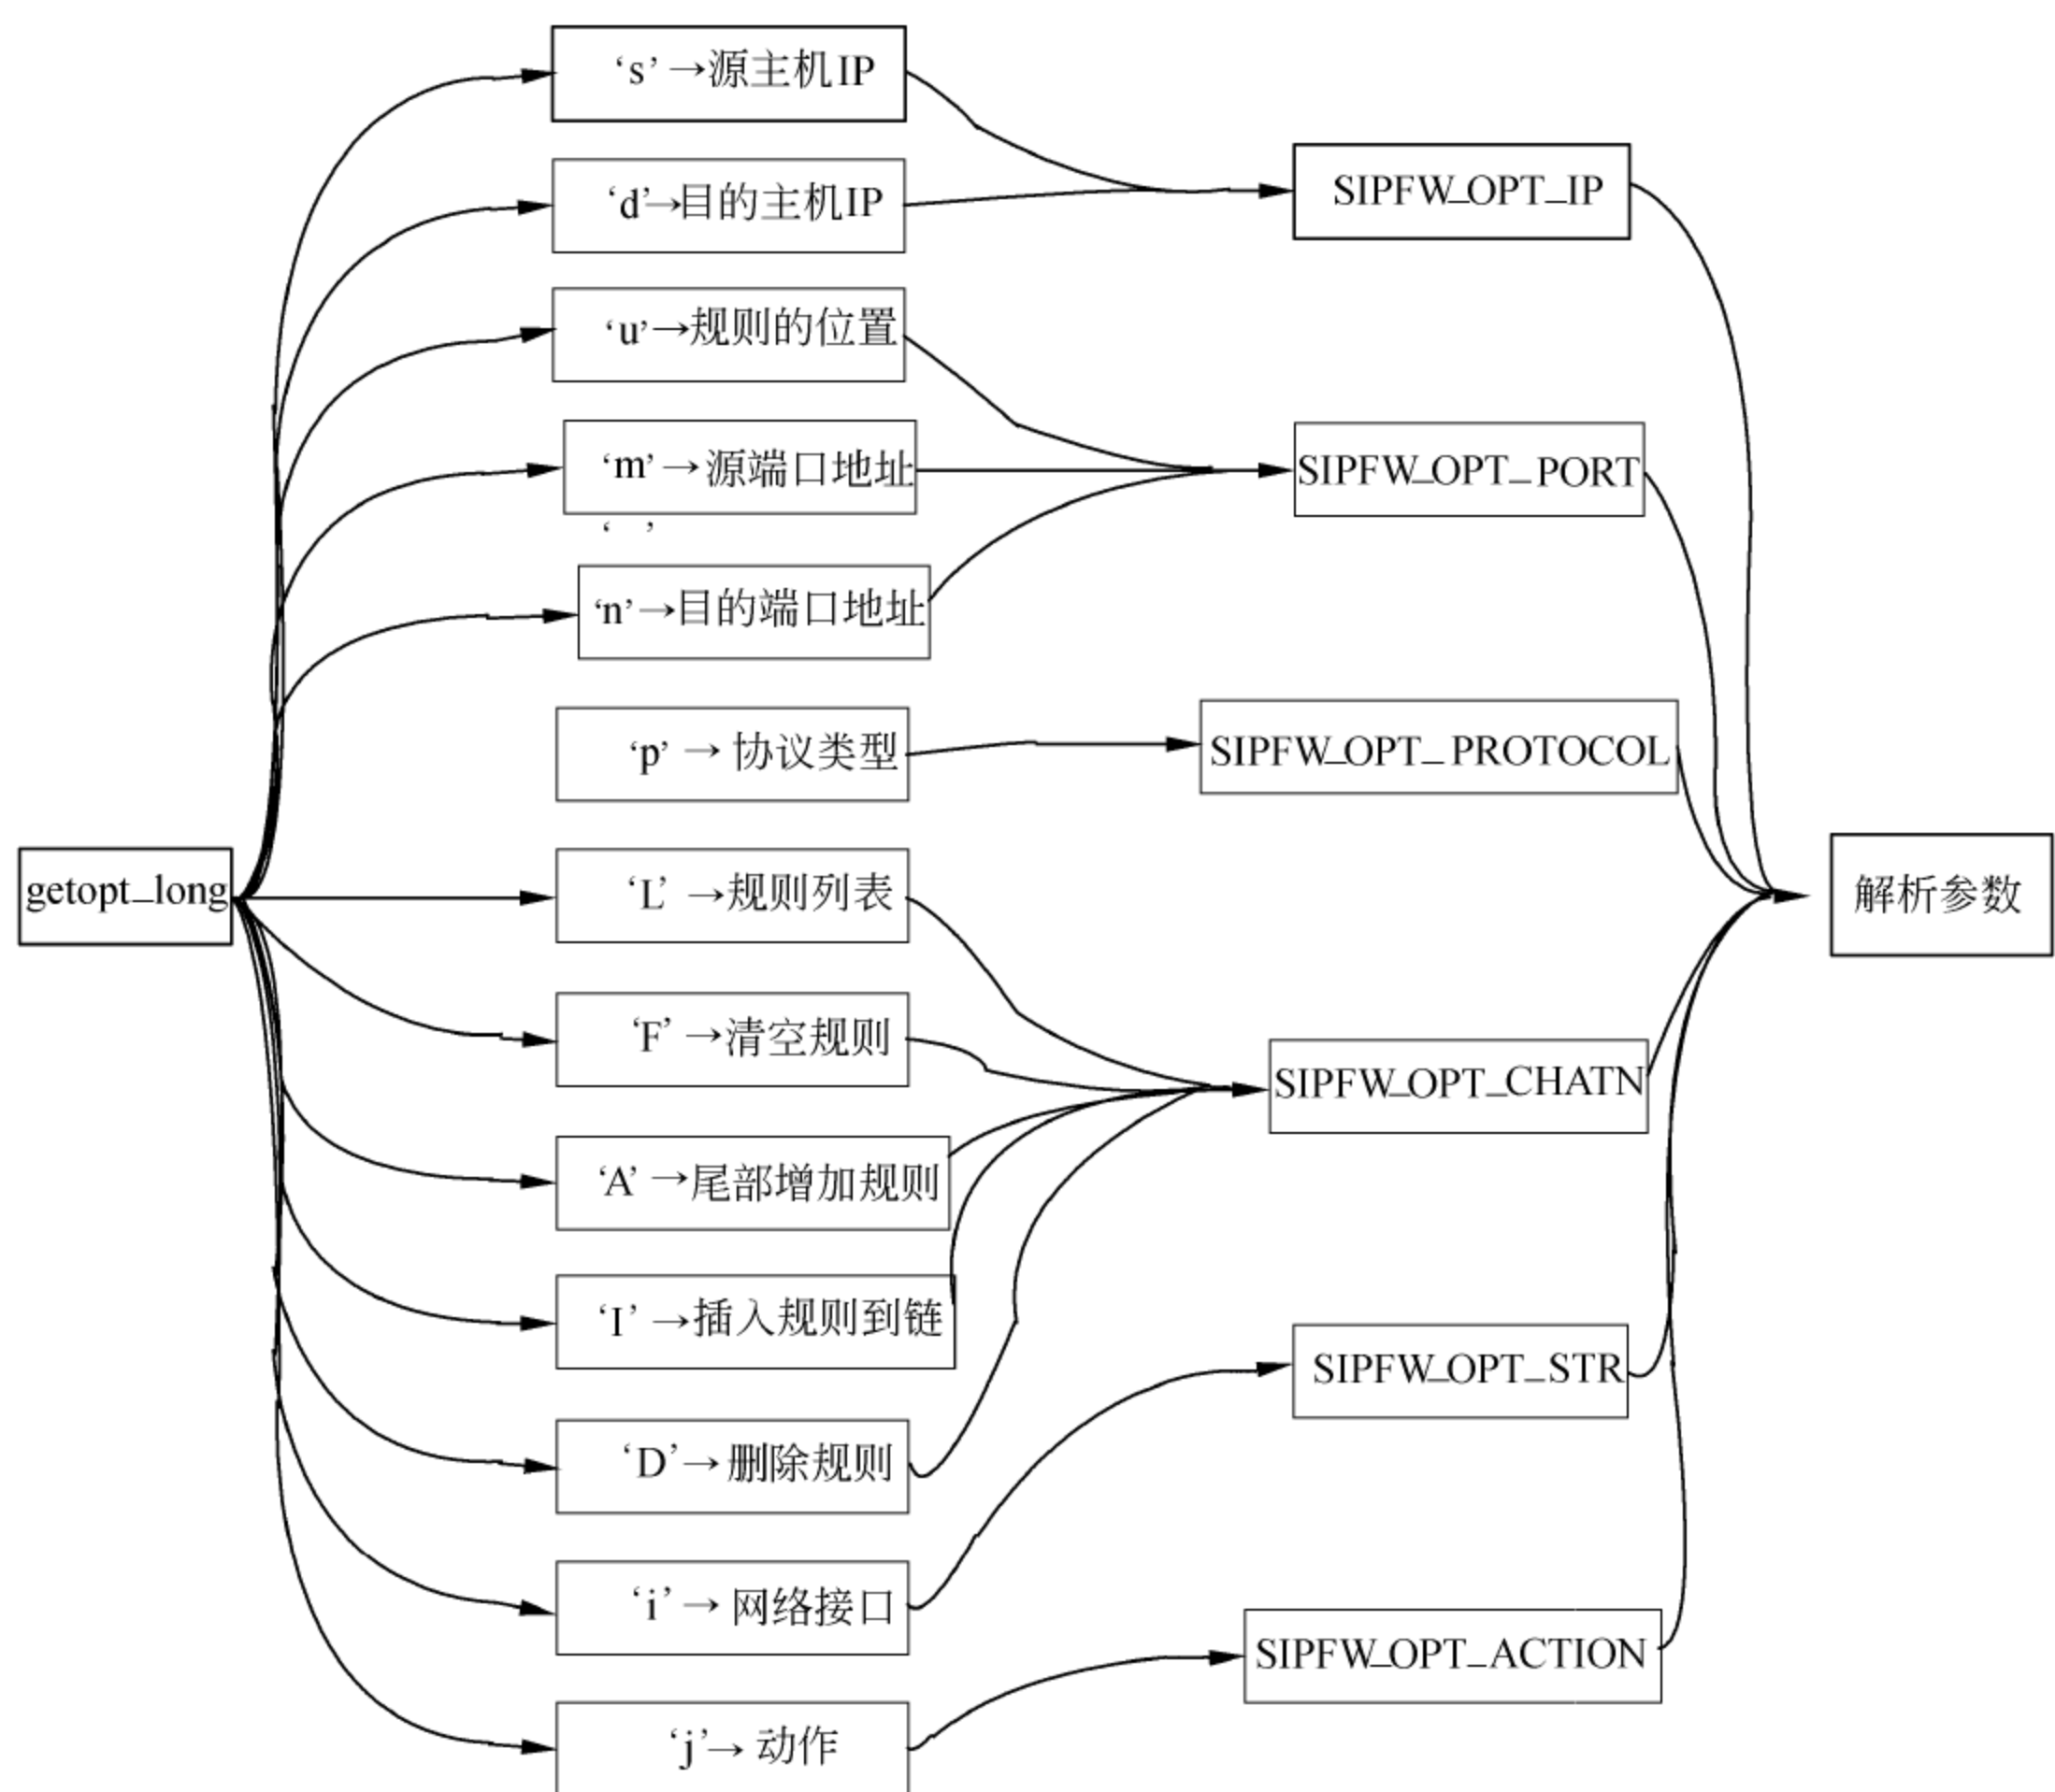 ‘s’→源主机IP
‘d’→目的主机IP
SIPFW_OPT_IP
‘u’→规则的位置
‘m’→源端口地址
SIPFW_OPT_PORT
‘ ’
‘n’→目的端口地址
‘p’→ 协议类型
SIPFW_OPT_PROTOCOL
getopt_long
‘L’→规则列表
解析参数
‘F’→清空规则
SIPFW_OPT_CHATN
‘A’→尾部增加规则
‘I’→插入规则到链
SIPFW_OPT_STR
‘D’→删除规则
‘i’→ 网络接口
SIPFW_OPT_ACTION
‘j’→ 动作